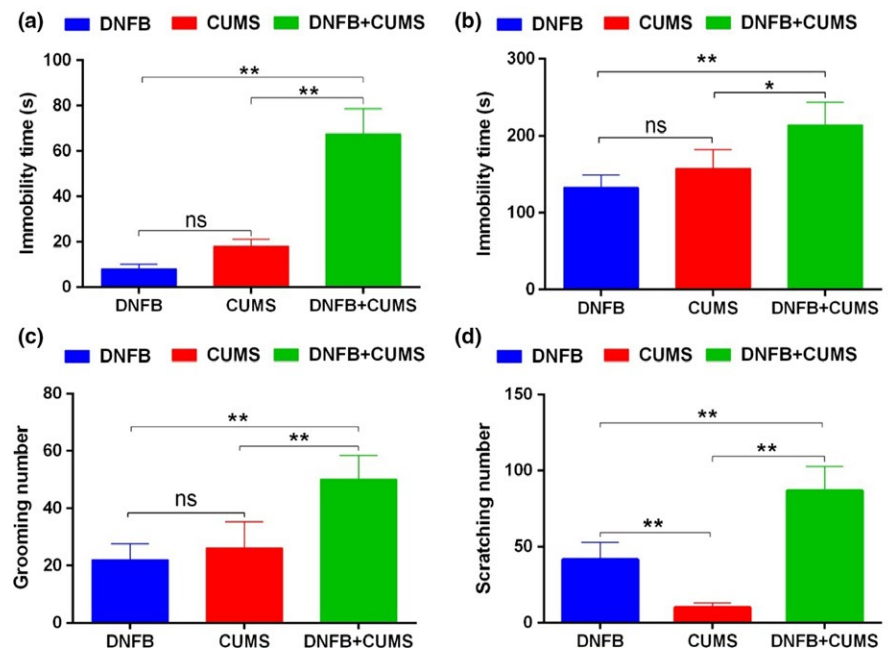 (a) DNFB CUMS DNFB+CUMS
Immobility time (s)
100
80
60
40
20
0
**
**
ns
DNFB CUMS DNFB+CUMS
(b) DNFB CUMS DNFB+CUMS
Immobility time (s)
300
200
100
0
**
*
ns
DNFB CUMS DNFB+CUMS
(c) DNFB CUMS DNFB+CUMS
Grooming number
80
60
40
20
0
**
**
ns
DNFB CUMS DNFB+CUMS
(d) DNFB CUMS DNFB+CUMS
Scratching number
150
100
50
0
**
**
**
DNFB CUMS DNFB+CUMS